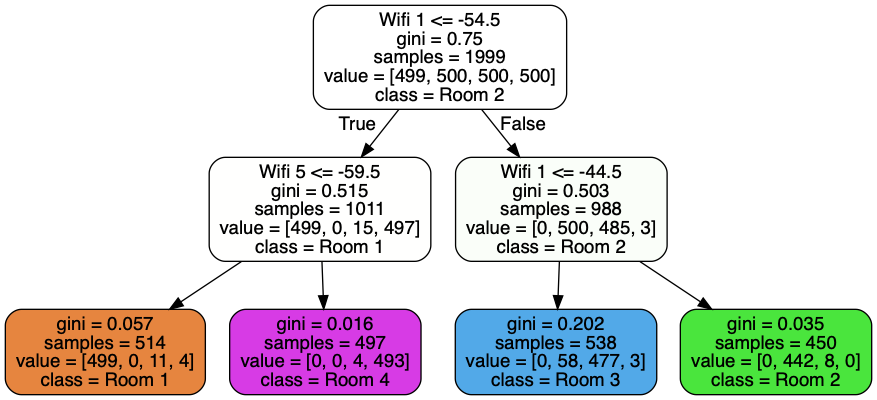 Wifi 1 <= -54.5
gini = 0.75
samples = 1999
value = [499, 500, 500, 500]
class = Room 2
True
False
Wifi 5 <= -59.5
gini = 0.515
samples = 1011
value = [499, 0, 15, 497]
class = Room 1
Wifi 1 <= -44.5
gini = 0.503
samples = 988
value = [0, 500, 485, 3]
class = Room 2
gini = 0.057
samples = 514
value = [499, 0, 11, 4]
class = Room 1
gini = 0.016
samples = 497
value = [0, 0, 4, 493]
class = Room 4
gini = 0.202
samples = 538
value = [0, 58, 477, 3]
class = Room 3
gini = 0.035
samples = 450
value = [0, 442, 8, 0]
class = Room 2